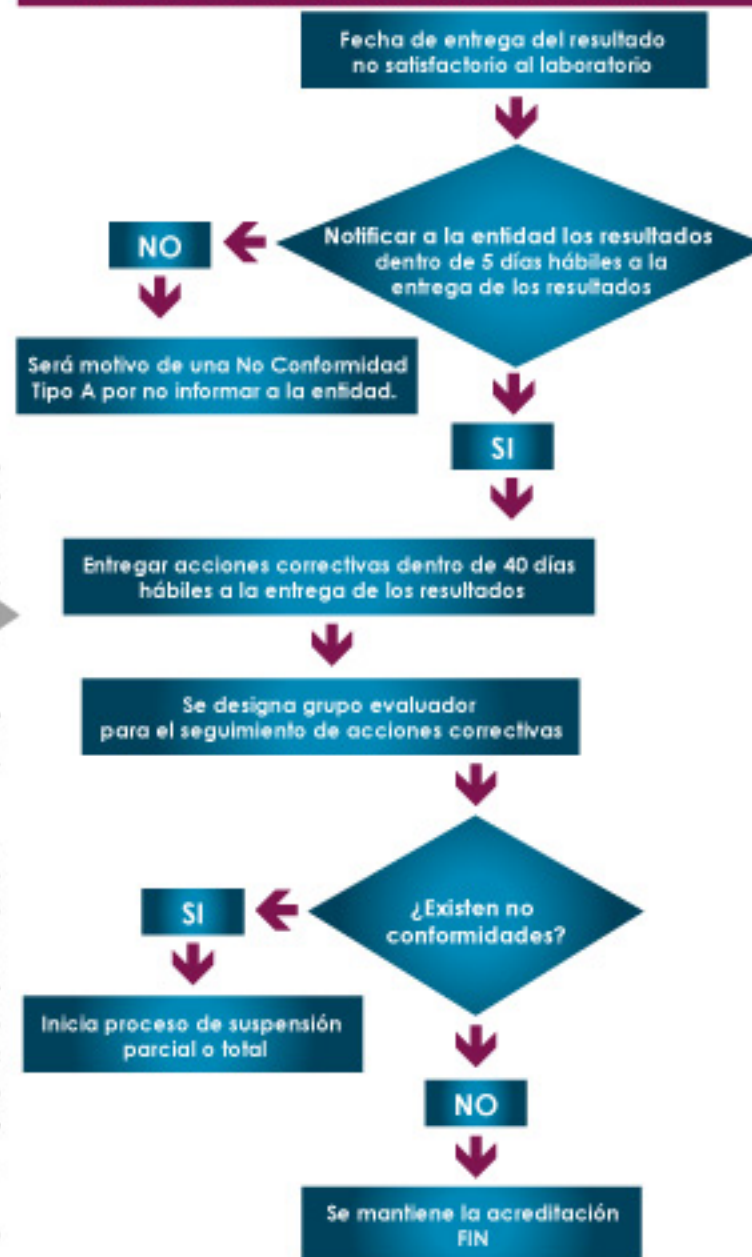 Fecha de entrega del resultado
no satisfactorio al laboratorio
Notificar a la entidad los resultados
dentro de 5 días hábiles a la
entrega de los resultados
NO
Será motivo de una No Conformidad
Tipo A por no informar a la entidad.
SI
Entregar acciones correctivas dentro de 40 días
hábiles a la entrega de los resultados
Se designa grupo evaluador
para el seguimiento de acciones correctivas
¿Existen no
conformidades?
SI
Inicia proceso de suspensión
parcial o total
NO
Se mantiene la acreditación
FIN